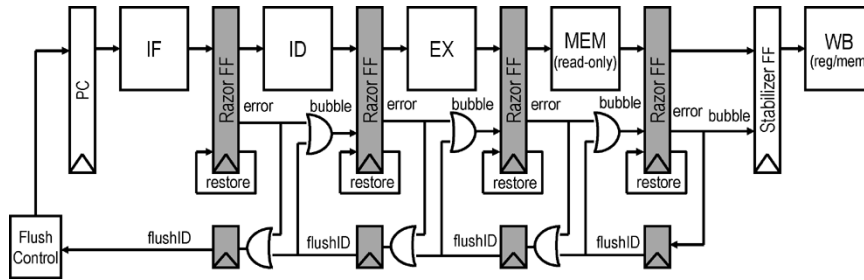 IF
ID
EX
MEM
(read-only)
WB
(reg/mem)
PC
Razor FF
Razor FF
Razor FF
Razor FF
Stabilizer FF
error
bubble
error
bubble
error
bubble
error
bubble
restore
restore
restore
restore
Flush
Control
flushID
flushID
flushID
flushID